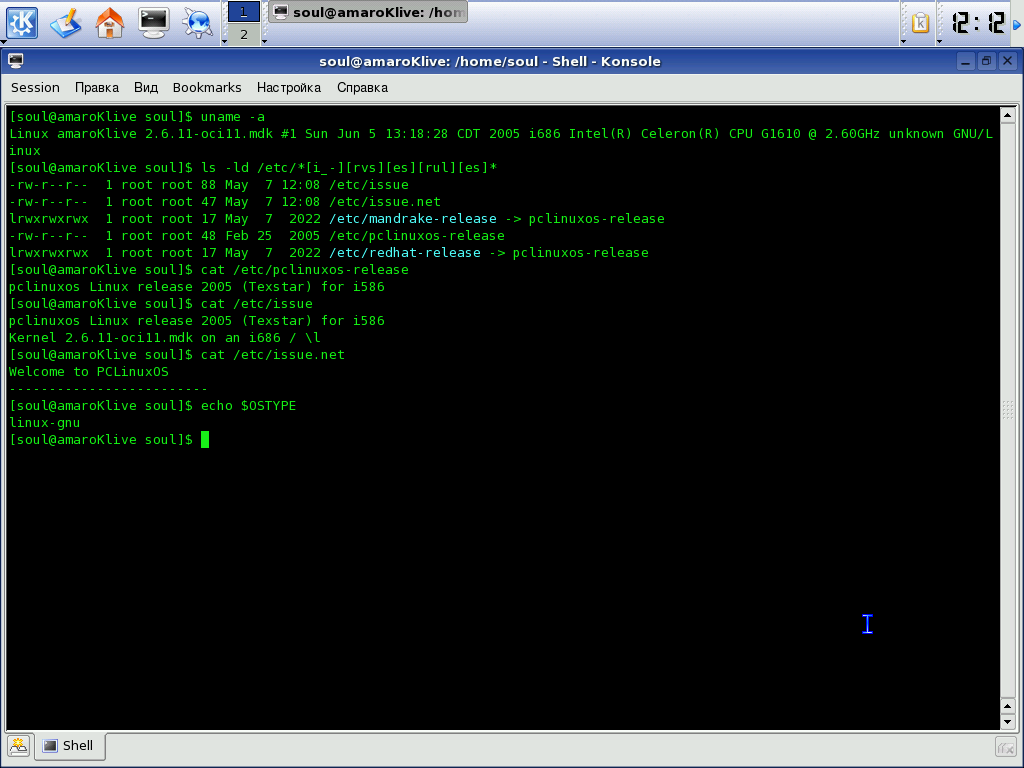 1
2
soul@amaroKlive: /hom
12:12
soul@amaroKlive: /home/soul - Shell - Konsole
Session Правка Вид Bookmarks Настройка Справка
[soul@amaroKlive soul]$ uname -a
Linux amaroKlive 2.6.11-oci11.mdk #1 Sun Jun 5 13:18:28 CDT 2005 i686 Intel(R) Celeron(R) CPU G1610 @ 2.60GHz unknown GNU/L
inux
[soul@amaroKlive soul]$ ls -ld /etc/*[i_-][rvs][es][rul][es]*
-rw-r--r--  1 root root 88 May  7 12:08 /etc/issue
-rw-r--r--  1 root root 47 May  7 12:08 /etc/issue.net
lrwxrwxrwx  1 root root 17 May  7  2022 /etc/mandrake-release -> pclinuxos-release
-rw-r--r--  1 root root 48 Feb 25  2005 /etc/pclinuxos-release
lrwxrwxrwx  1 root root 17 May  7  2022 /etc/redhat-release -> pclinuxos-release
[soul@amaroKlive soul]$ cat /etc/pclinuxos-release
pclinuxos Linux release 2005 (Texstar) for i586
[soul@amaroKlive soul]$ cat /etc/issue
pclinuxos Linux release 2005 (Texstar) for i586
Kernel 2.6.11-oci11.mdk on an i686 / \l
[soul@amaroKlive soul]$ cat /etc/issue.net
Welcome to PCLinuxOS
-------------------------
[soul@amaroKlive soul]$ echo $OSTYPE
linux-gnu
[soul@amaroKlive soul]$
Shell